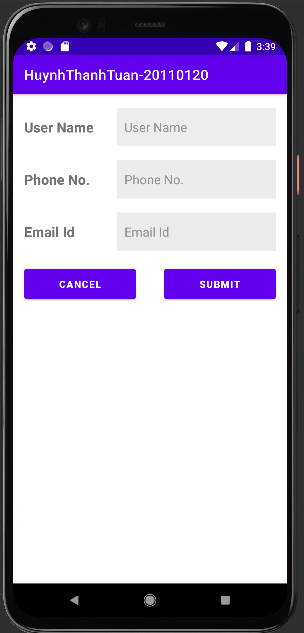 3:39
HuynhThanhTuan-20110120
User Name User Name
Phone No. Phone No.
Email Id Email Id
CANCEL SUBMIT